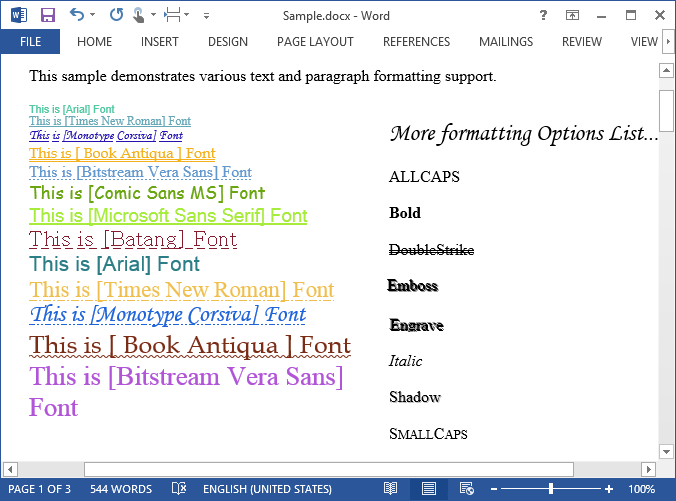 Sample.docx - Word
?
FILE HOME INSERT DESIGN PAGE LAYOUT REFERENCES MAILINGS REVIEW VIEW
This sample demonstrates various text and paragraph formatting support.
This is [Arial] Font
This is [Times New Roman] Font
This is [Monotype Corsiva] Font
This is [ Book Antiqua ] Font
This is [Bitstream Vera Sans] Font
This is [Comic Sans MS] Font
This is [Microsoft Sans Serif] Font
This is [Batang] Font
This is [Arial] Font
This is [Times New Roman] Font
This is [Monotype Corsiva] Font
This is [ Book Antiqua ] Font
This is [Bitstream Vera Sans]
Font
More formatting Options List...
ALLCAPS
Bold
DoubleStrike
Emboss
Engrave
Italic
Shadow
SMALLCAPS
PAGE 1 OF 3 544 WORDS ENGLISH (UNITED STATES) 100%